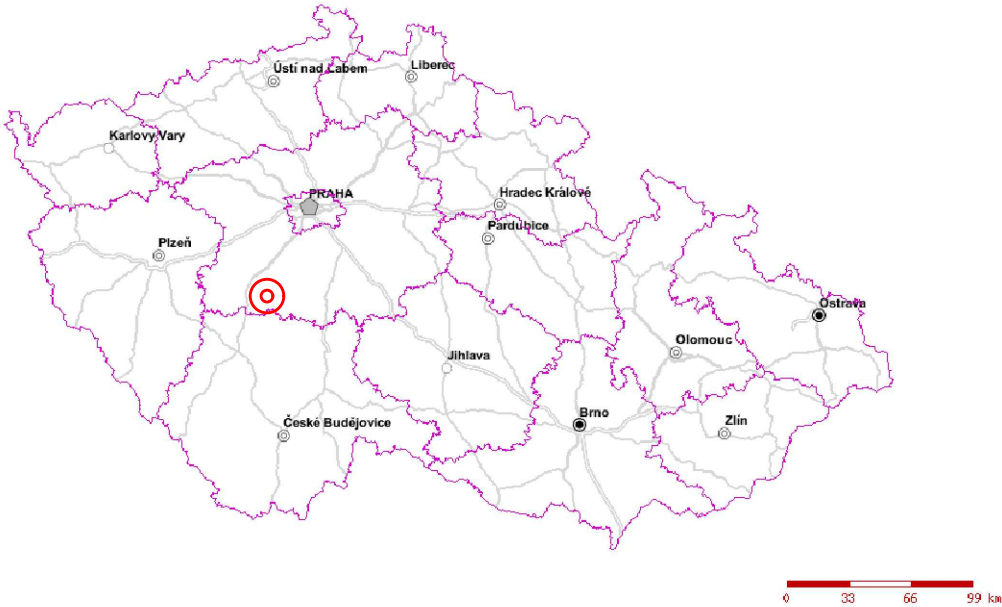 Ústí nad Labem
Liberec
Karlovy Vary
PRAHA
Hradec Králové
Pardubice
Plzeň
Ostrava
Olomouc
Jihlava
Brno
Zlín
České Budějovice
0 33 66 99 km